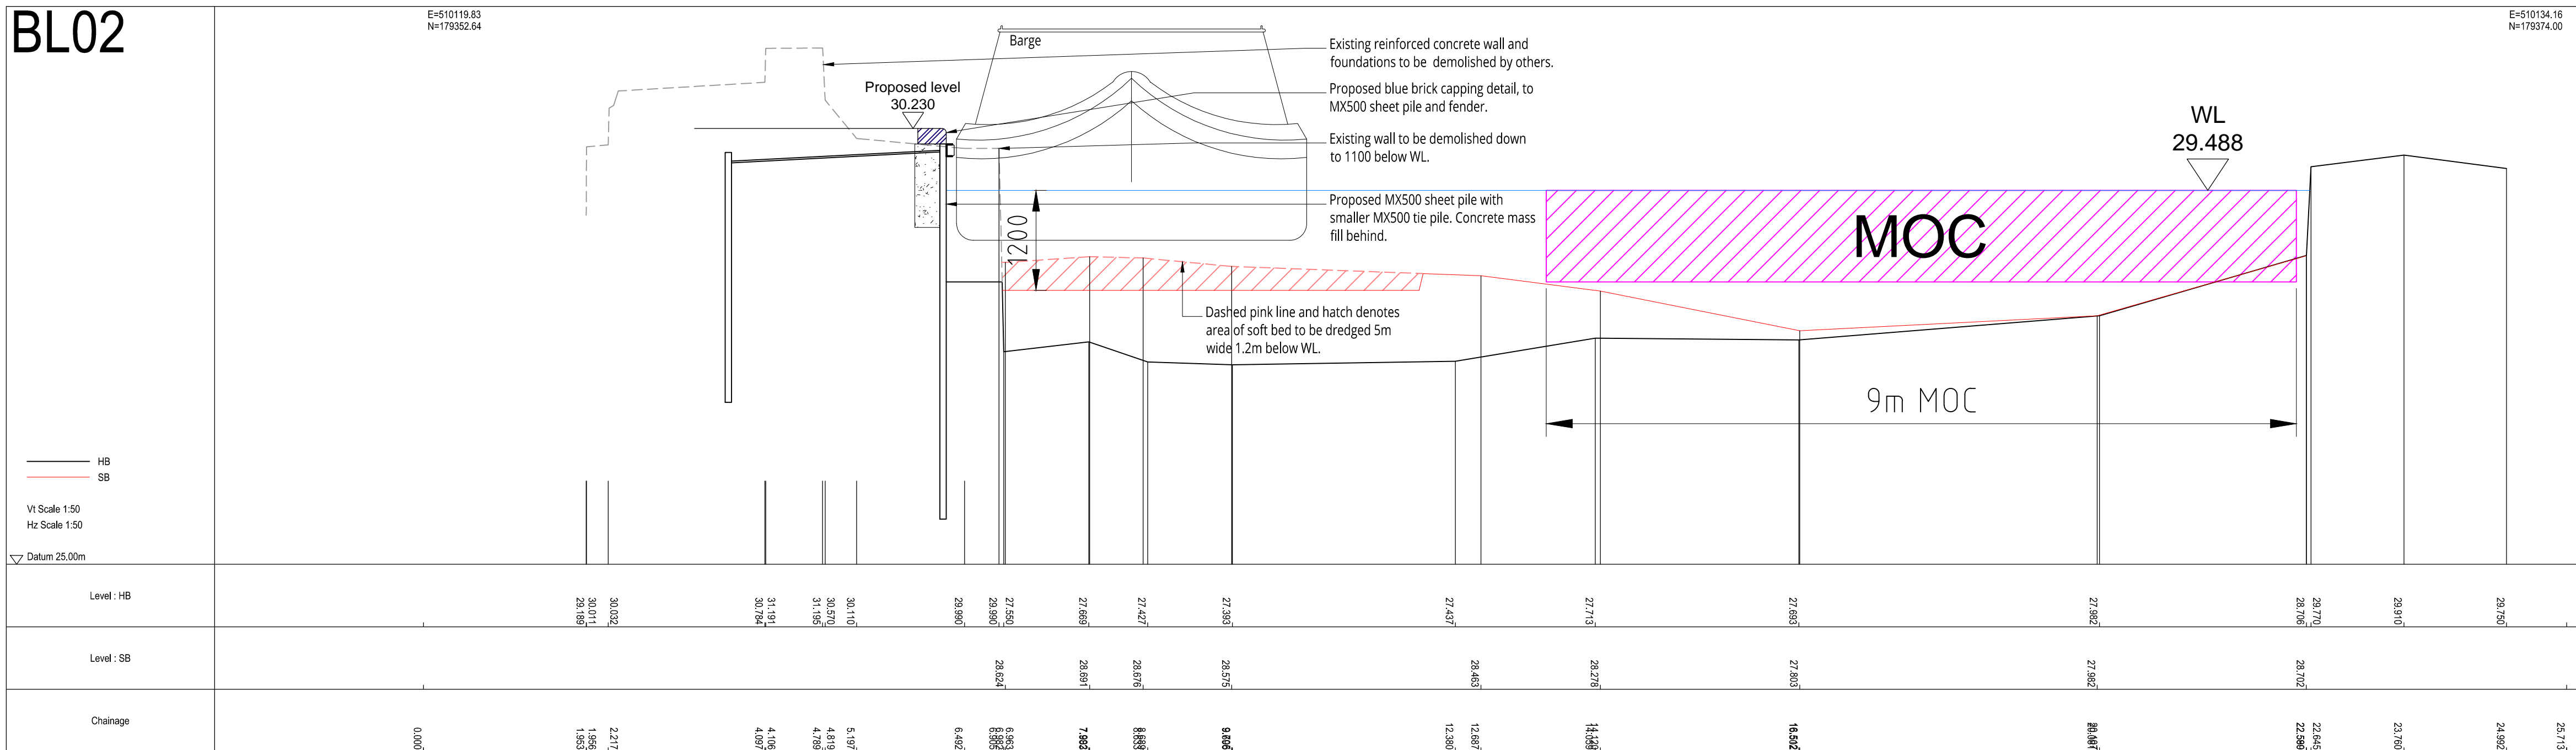 BL02
E=510119.83
N=179352.64
E=510134.16
N=179374.00
Barge
Existing reinforced concrete wall and
foundations to be demolished by others.
Proposed level
30.230
Proposed blue brick capping detail, to
MX500 sheet pile and fender.
Existing wall to be demolished down
to 1100 below WL.
WL
29.488
Proposed MX500 sheet pile with
smaller MX500 tie pile. Concrete mass
fill behind.
1200
MOC
Dashed pink line and hatch denotes
area of soft bed to be dredged 5m
wide 1.2m below WL.
9m MOC
HB
SB
Vt Scale 1:50
Hz Scale 1:50
Datum 25.00m
Level : HB
29.189 30.011 30.032 30.784 31.191 31.195 30.570 30.110 29.990 29.990 27.550 27.669 27.427 27.393 27.437 27.713 27.693 27.982 28.706 29.770 29.910 29.750
Level : SB
28.624 28.691 28.676 28.575 28.463 28.278 27.803 27.982 28.702
Chainage
0.000 1.953 1.956 2.217 4.097 4.106 4.789 4.819 5.197 6.492 6.963 12.380 12.687 22.645 23.760 24.992 25.713